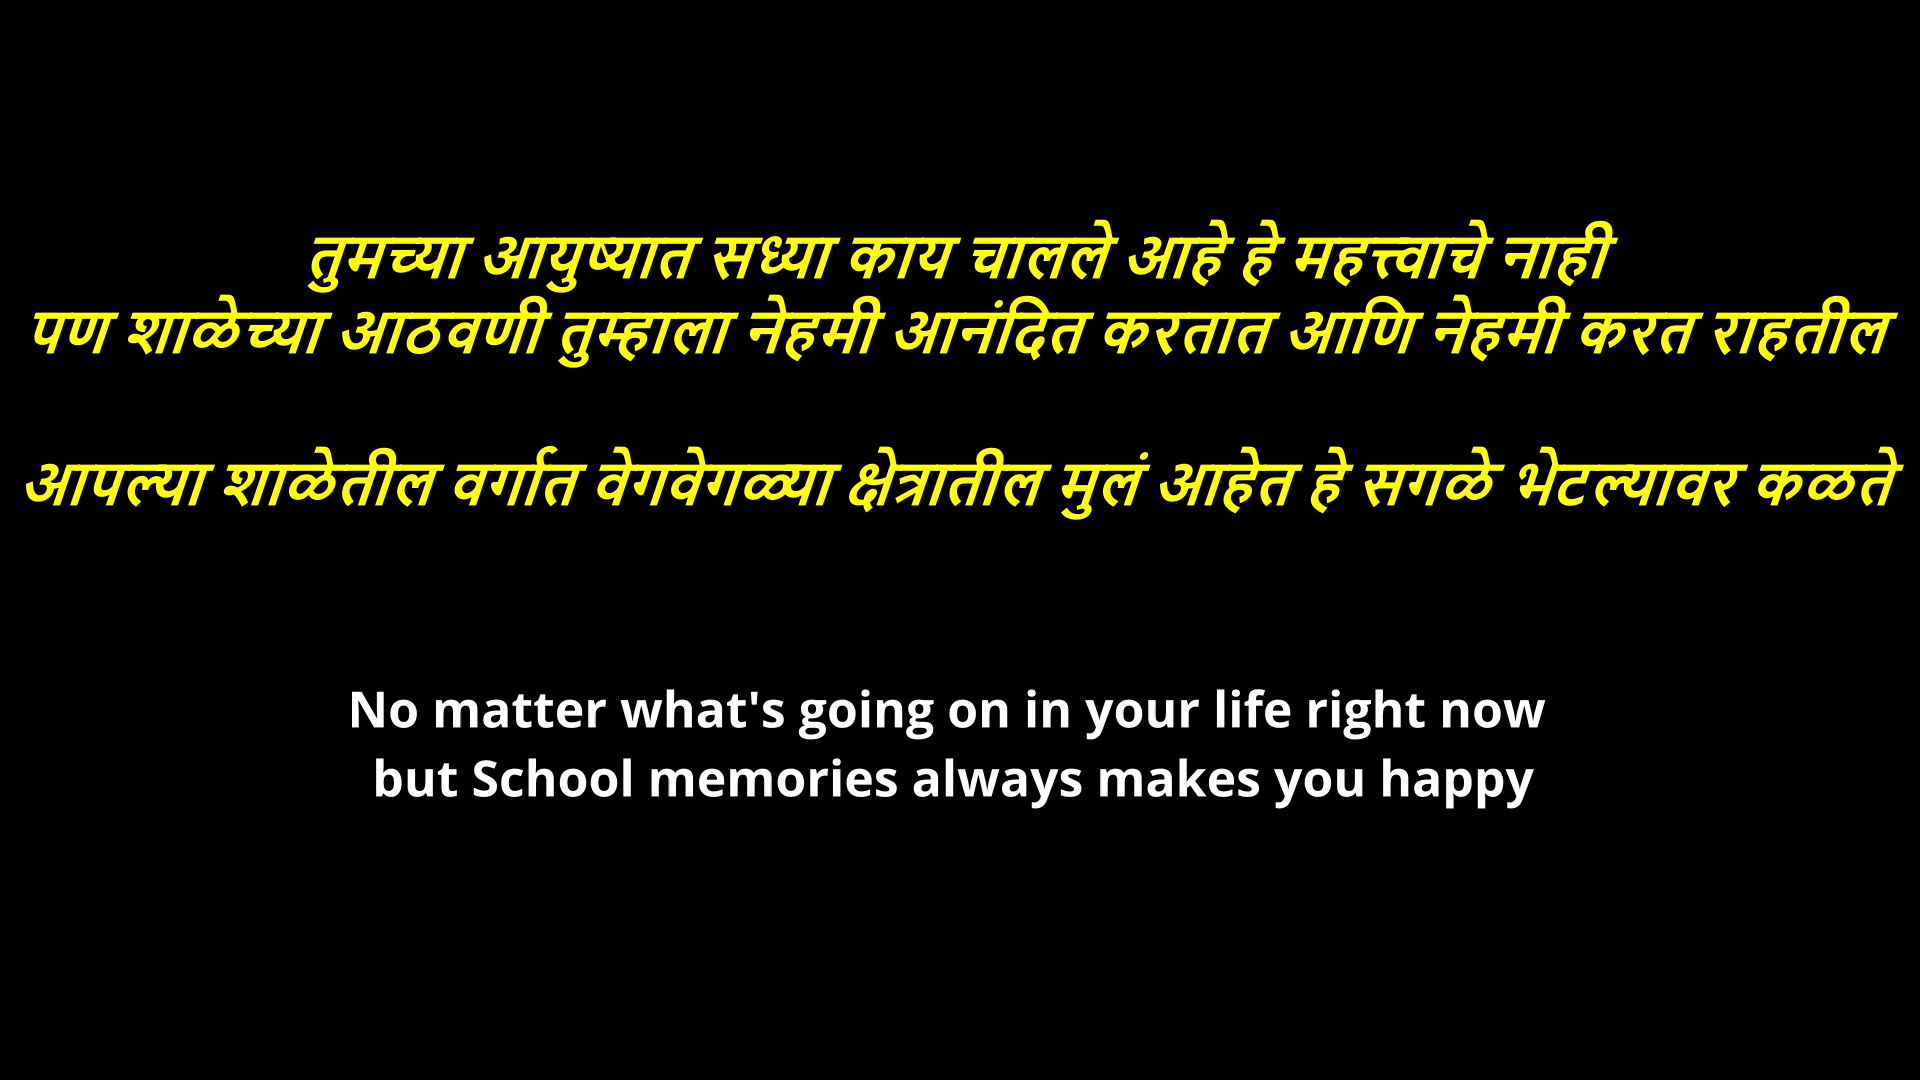 तुमच्या आयुष्यात सध्या काय चालले आहे हे महत्त्वाचे नाही
पण शाळेच्या आठवणी तुम्हाला नेहमी आनंदित करतात आणि नेहमी करत राहतील
आपल्या शाळेतील वर्गात वेगवेगळ्या क्षेत्रातील मुलं आहेत हे सगळे भेटल्यावर कळते
No matter what's going on in your life right now
but School memories always makes you happy